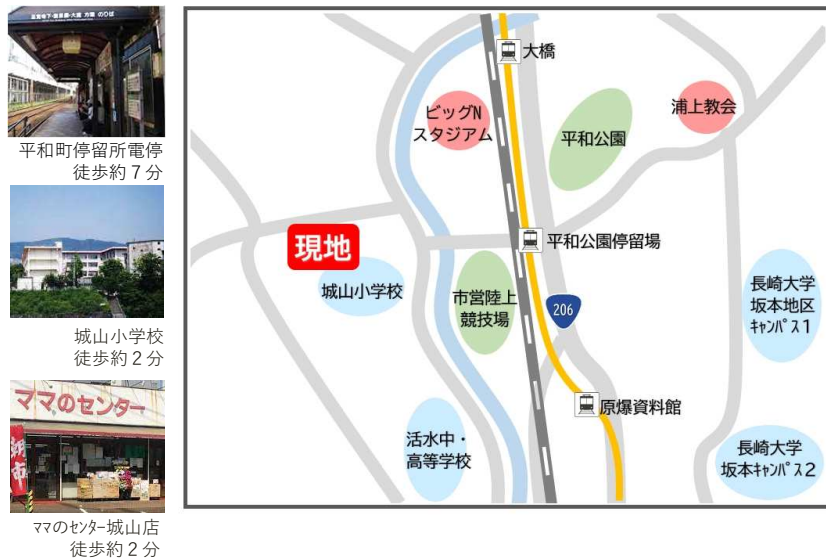 平和町停留所電停
徒歩約7分
城山小学校
徒歩約2分
ママのセンター
朝市
ﾏﾏのｾﾝﾀｰ城山店
徒歩約2分
大橋
ビッグN
スタジアム
平和公園
浦上教会
現地
城山小学校
平和公園停留場
市営陸上
競技場
206
長崎大学
坂本地区
ｷｬﾝﾊﾟｽ1
原爆資料館
活水中・
高等学校
長崎大学
坂本ｷｬﾝﾊﾟｽ2